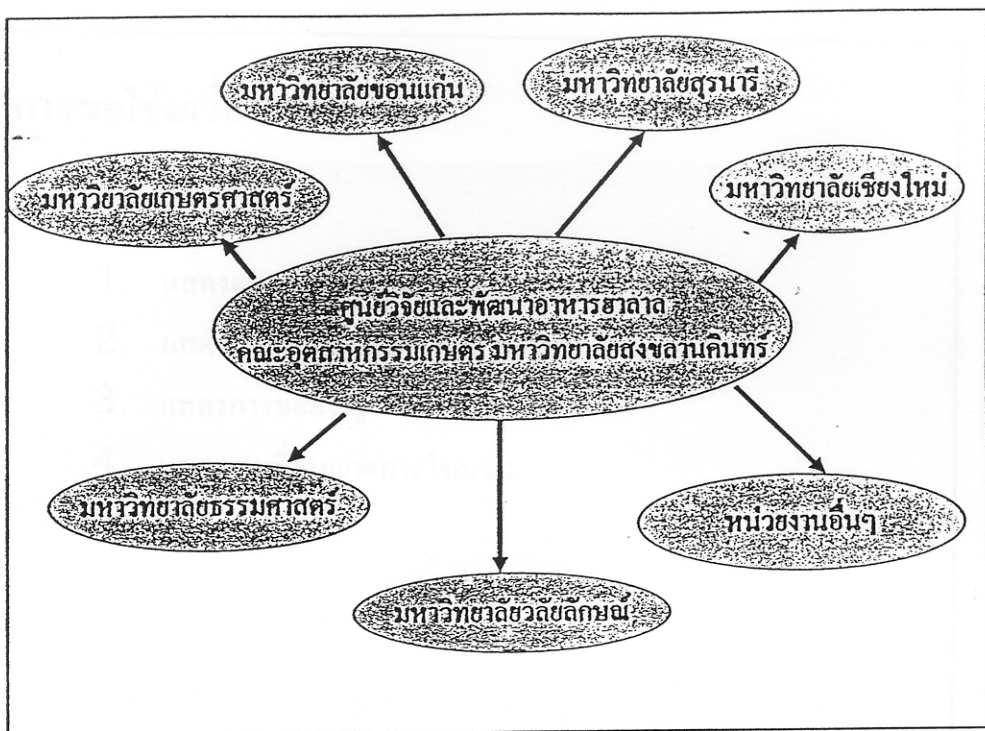 มหาวิทยาลัยขอนแก่น
มหาวิทยาลัยสุรนารี
มหาวิยาลัยเกษตรศาสตร์
มหาวิทยาลัยเชียงใหม่
ศูนย์วิจัยและพัฒนาอาหารฮาลาล
คณะอุตสาหกรรมเกษตร มหาวิทยาลัยสงขลานครินทร์
มหาวิทยาลัยธรรมศาสตร์
หน่วยงานอื่นๆ
มหาวิทยาลัยวลัยลักษณ์